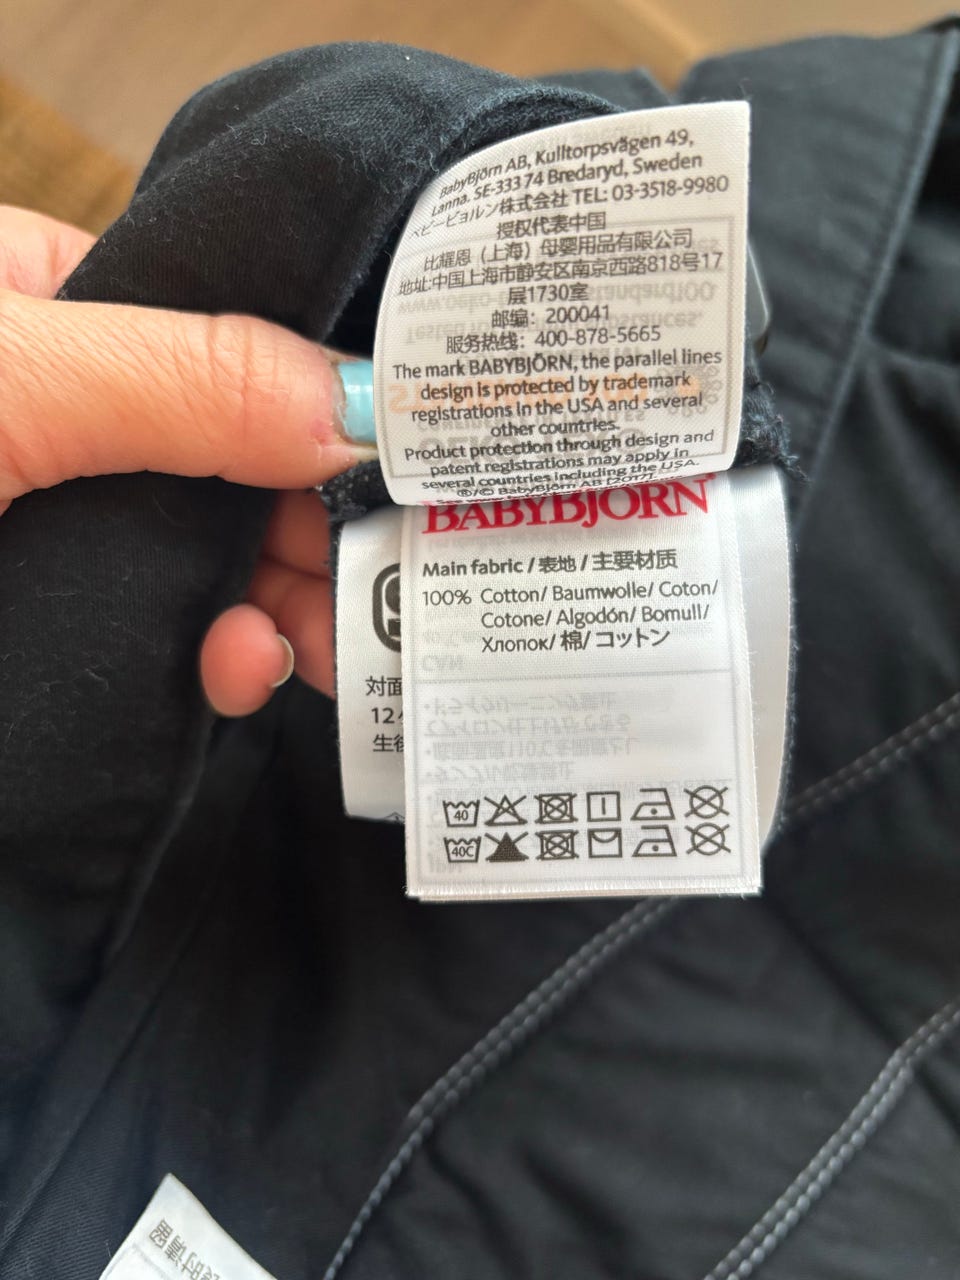 BabyBjörn AB, Kulltorpsvägen 49,
Lanna. SE-333 74 Bredaryd, Sweden
ベビービョルン株式会社 TEL: 03-3518-9980
授权代表中国
比耀恩（上海）母婴用品有限公司
地址:中国上海市静安区南京西路818号17
层1730室
邮编：200041
服务热线：400-878-5665
The mark BABYBJÖRN, the parallel lines
design is protected by trademark
registrations in the USA and several
other countries.
Product protection through design and
patent registrations may apply in
several countries including the USA.
®/© BabyBjörn AB [2017].
BABYBJÖRN
Main fabric / 表地 / 主要材质
100% Cotton/ Baumwolle/ Coton/
Cotone/ Algodón/ Bomull/
Хлопок/ 棉/ コットン
対面
12
生後
40
40C